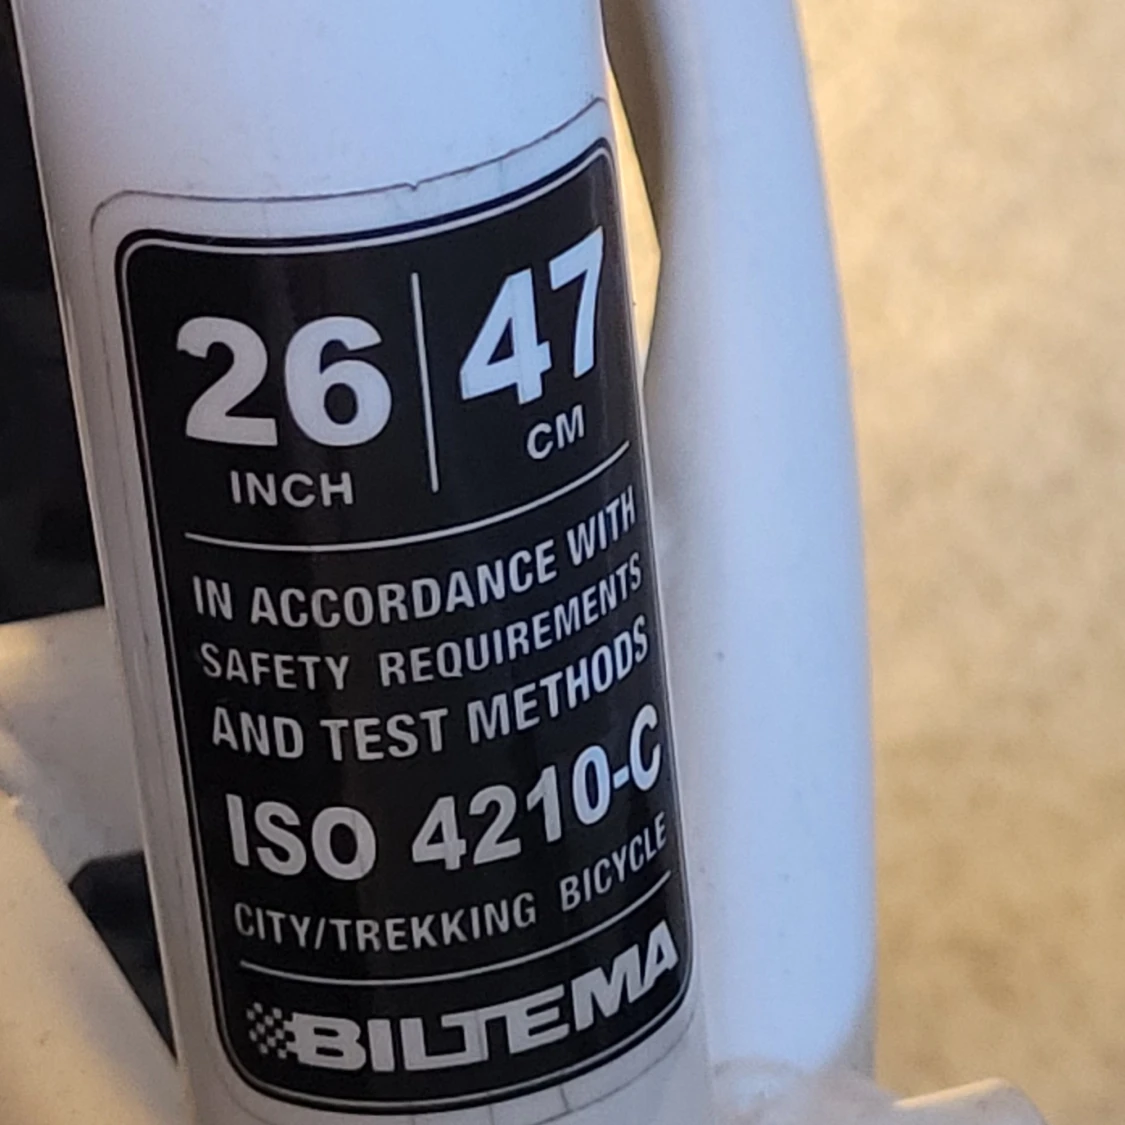 26 | 47
INCH CM
IN ACCORDANCE WITH
SAFETY REQUIREMENTS
AND TEST METHODS
ISO 4210-C
CITY/TREKKING BICYCLE
BILTEMA